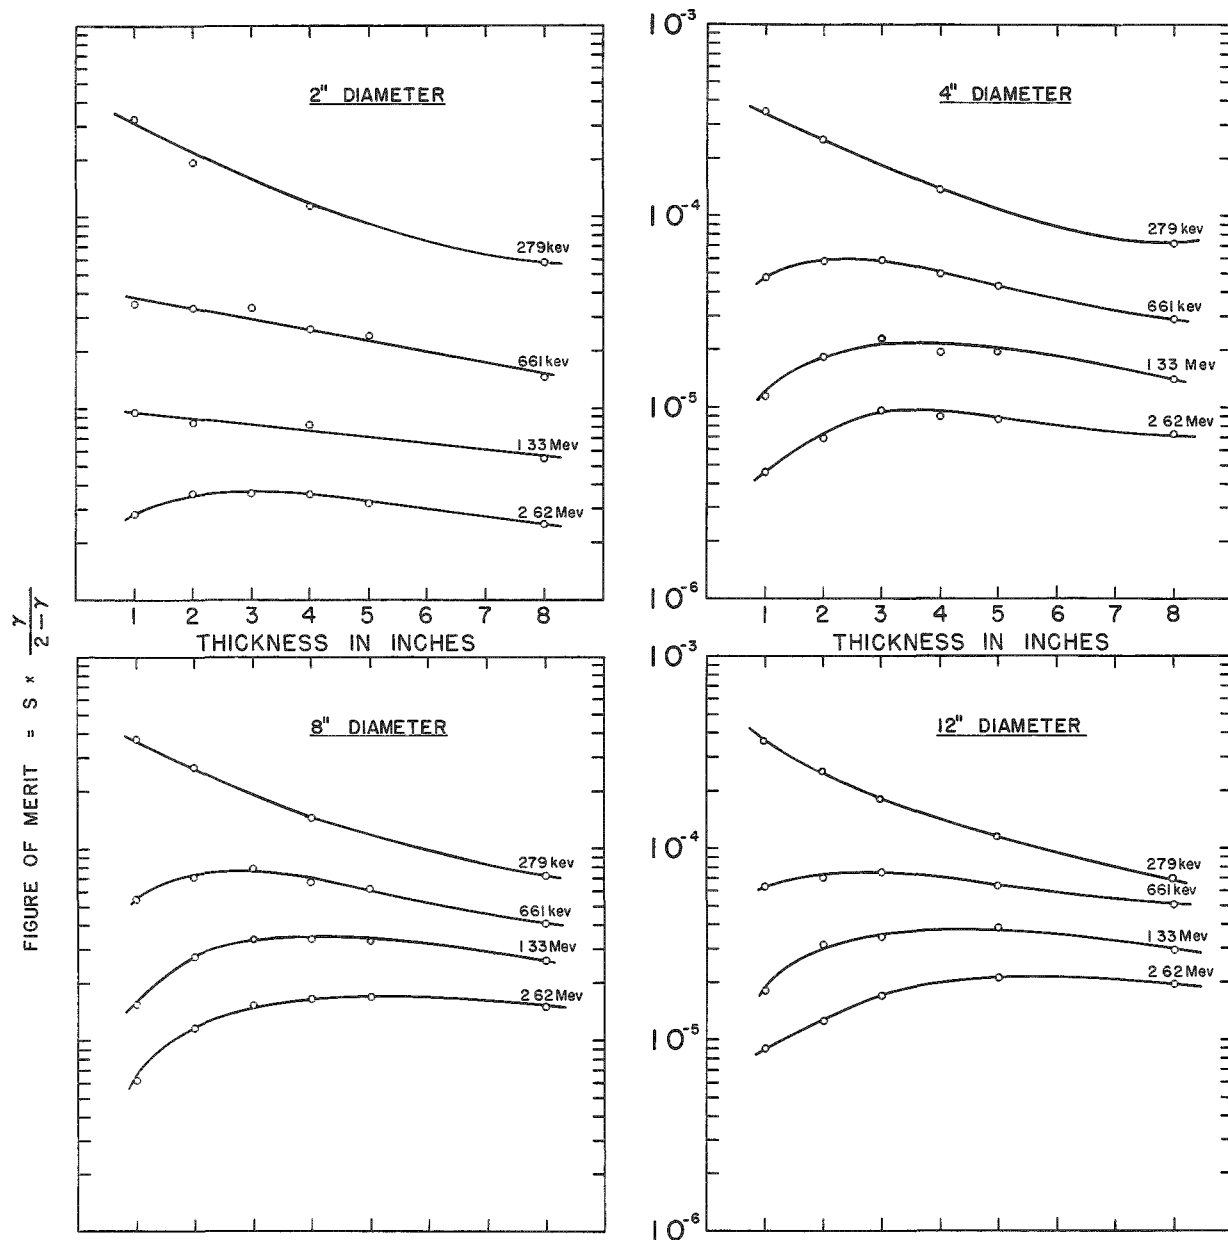 2" DIAMETER
279 kev
661 kev
1 33 Mev
2 62 Mev
1 2 3 4 5 6 7 8
THICKNESS IN INCHES
4" DIAMETER
10-3
10-4
10-5
10-6
279 kev
661 kev
1 33 Mev
2 62 Mev
1 2 3 4 5 6 7 8
THICKNESS IN INCHES
FIGURE OF MERIT = S × γ
2 - γ
8" DIAMETER
279 kev
661 kev
1 33 Mev
2 62 Mev
12" DIAMETER
10-3
10-4
10-5
10-6
279 kev
661 kev
1 33 Mev
2 62 Mev